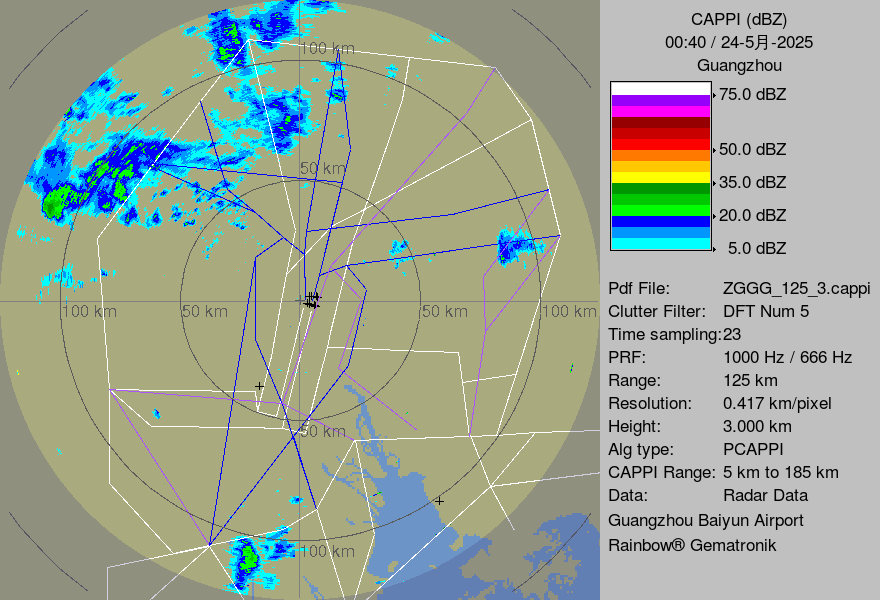 CAPPI (dBZ)
00:40 / 24-5月-2025
Guangzhou
75.0 dBZ
50.0 dBZ
35.0 dBZ
20.0 dBZ
5.0 dBZ
Pdf File: ZGGG_125_3.cappi
Clutter Filter: DFT Num 5
Time sampling:23
PRF: 1000 Hz / 666 Hz
Range: 125 km
Resolution: 0.417 km/pixel
Height: 3.000 km
Alg type: PCAPPI
CAPPI Range: 5 km to 185 km
Data: Radar Data
Guangzhou Baiyun Airport
Rainbow® Gematronik
100 km
50 km
100 km
50 km
50 km
100 km
50 km
100 km